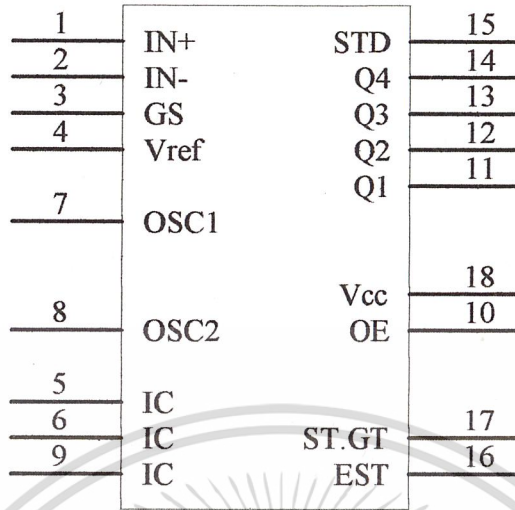 1 IN+ STD 15
2 IN- Q4 14
3 GS Q3 13
4 Vref Q2 12
Q1 11
7 OSC1
Vcc 18
8 OSC2 OE 10
5 IC
6 IC ST.GT 17
9 IC EST 16